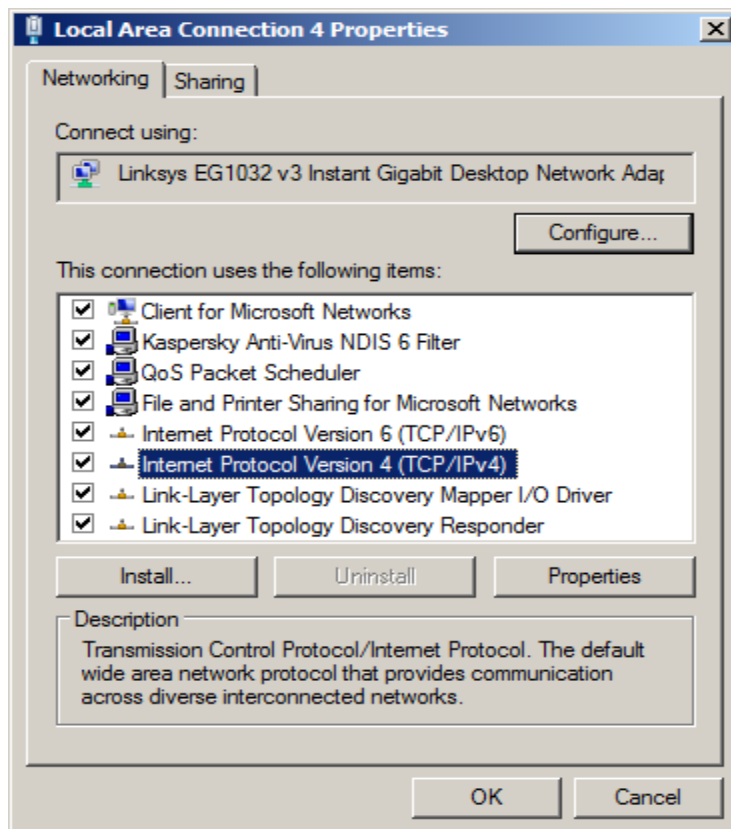 Local Area Connection 4 Properties
Networking
Sharing
Connect using:
Linksys EG1032 v3 Instant Gigabit Desktop Network Adap
Configure...
This connection uses the following items:
Client for Microsoft Networks
Kaspersky Anti-Virus NDIS 6 Filter
QoS Packet Scheduler
File and Printer Sharing for Microsoft Networks
Internet Protocol Version 6 (TCP/IPv6)
Internet Protocol Version 4 (TCP/IPv4)
Link-Layer Topology Discovery Mapper I/O Driver
Link-Layer Topology Discovery Responder
Install...
Uninstall
Properties
Description
Transmission Control Protocol/Internet Protocol. The default
wide area network protocol that provides communication
across diverse interconnected networks.
OK
Cancel